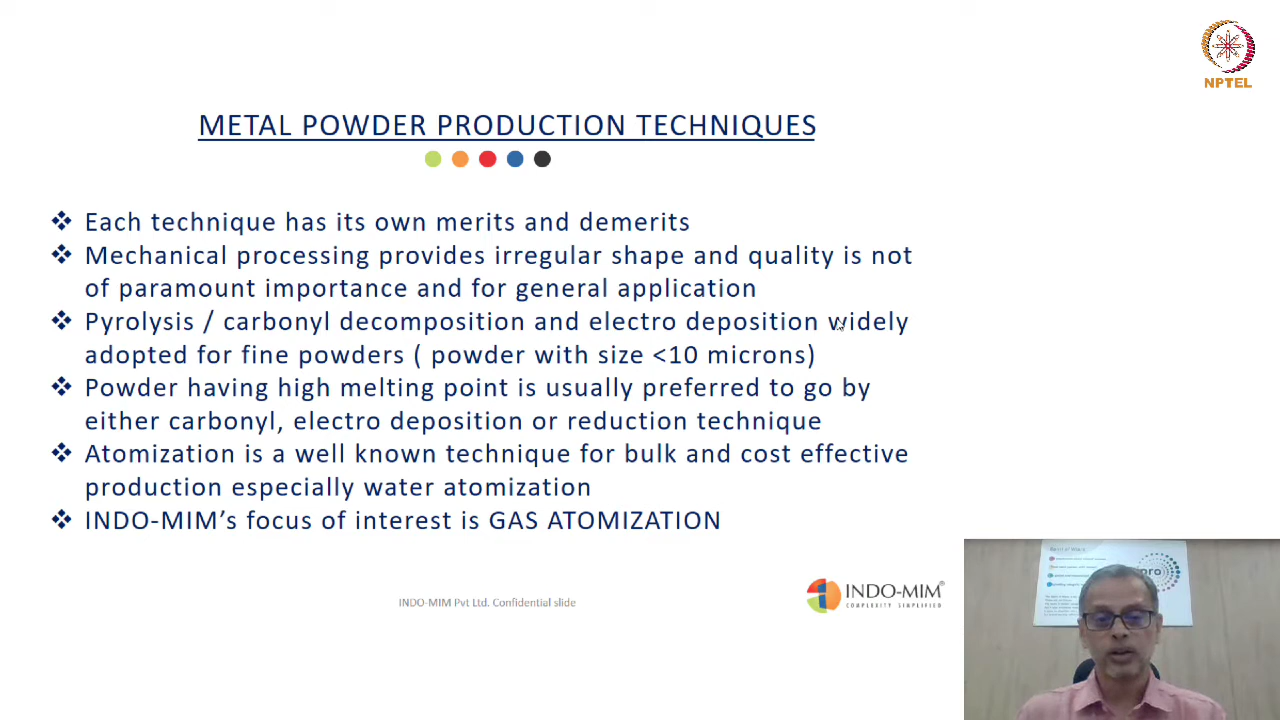 NPTEL
METAL POWDER PRODUCTION TECHNIQUES
❖ Each technique has its own merits and demerits
❖ Mechanical processing provides irregular shape and quality is not
of paramount importance and for general application
❖ Pyrolysis / carbonyl decomposition and electro deposition widely
adopted for fine powders ( powder with size <10 microns)
❖ Powder having high melting point is usually preferred to go by
either carbonyl, electro deposition or reduction technique
❖ Atomization is a well known technique for bulk and cost effective
production especially water atomization
❖ INDO-MIM’s focus of interest is GAS ATOMIZATION
INDO-MIM Pvt Ltd. Confidential slide
INDO-MIM®
COMPLEXITY SIMPLIFIED